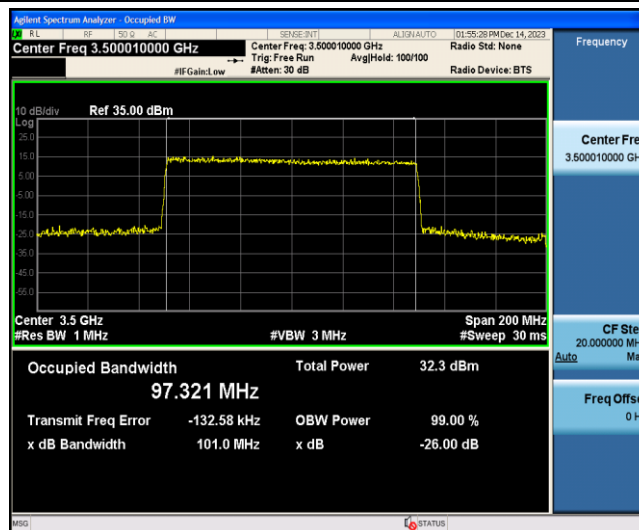 Agilent Spectrum Analyzer - Occupied BW
RL RF 50 Ω AC SENSE:INT ALIGNAUTO 01:55:28 PM Dec 14, 2023
Center Freq 3.500010000 GHz
Center Freq: 3.500010000 GHz Radio Std: None
Trig: Free Run Avg|Hold: 100/100
#IFGain:Low #Atten: 30 dB Radio Device: BTS
Frequency
10 dB/div Ref 35.00 dBm
Log
25.0
15.0
5.00
-5.00
-15.0
-25.0
-35.0
-45.0
-55.0
Center 3.5 GHz Span 200 MHz
#Res BW 1 MHz #VBW 3 MHz #Sweep 30 ms
Occupied Bandwidth Total Power 32.3 dBm
97.321 MHz
Transmit Freq Error -132.58 kHz OBW Power 99.00 %
x dB Bandwidth 101.0 MHz x dB -26.00 dB
Center Fre
3.500010000 GH
CF Ste
20.000000 MH
Auto Ma
Freq Offse
0 H
MSG STATUS